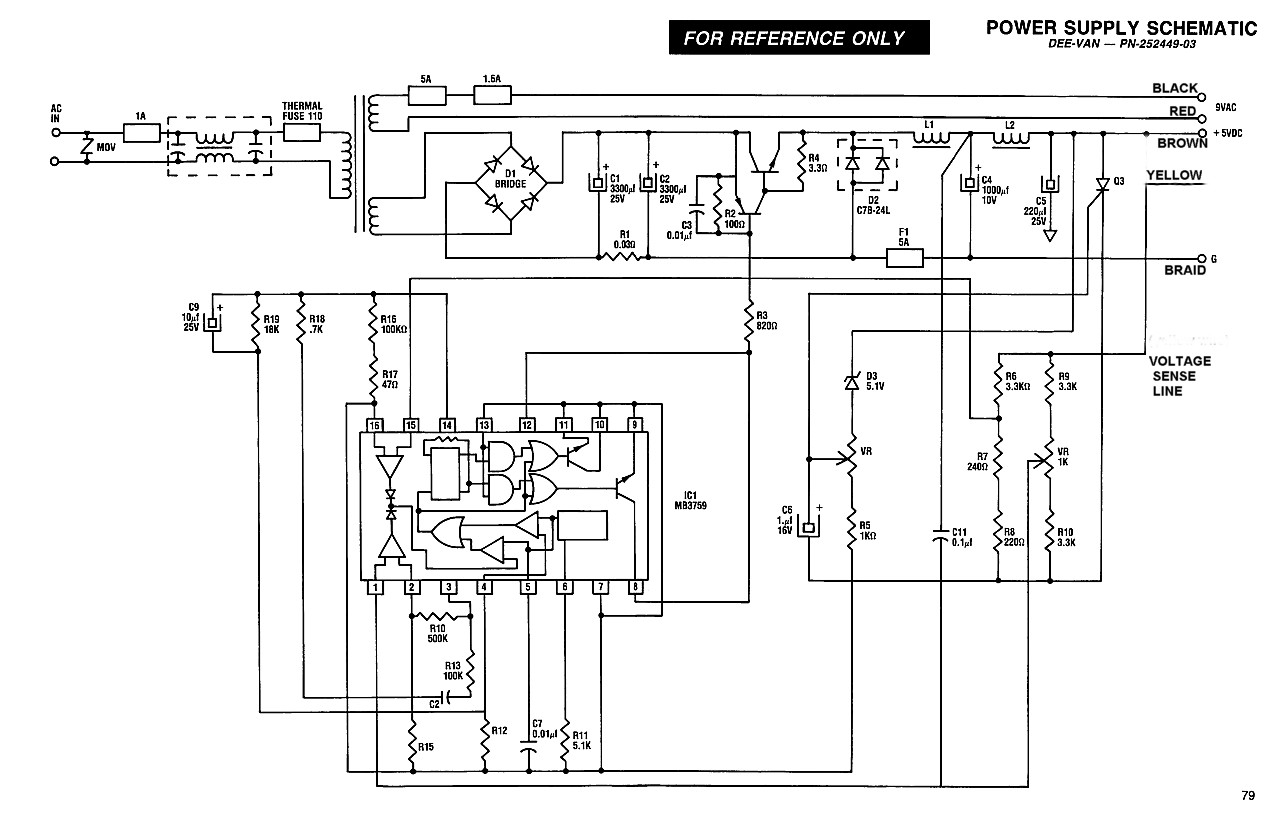 FOR REFERENCE ONLY
POWER SUPPLY SCHEMATIC
DEE-VAN — PN-252449-03
AC
IN
1A
MOV
THERMAL
FUSE 110
5A
1.6A
BLACK
9VAC
RED
+5VDC
BROWN
YELLOW
G
BRAID
D1
BRIDGE
C1
3300µf
25V
C2
3300µf
25V
R1
0.03Ω
C3
0.01µf
R2
100Ω
R4
3.3Ω
D2
C7B-24L
L1
L2
C4
1000µf
10V
C5
220µf
25V
Q3
F1
5A
C9
10µf
25V
R19
18K
R18
.7K
R16
100KΩ
R17
47Ω
R3
820Ω
D3
5.1V
VR
R5
1KΩ
C6
1.µf
16V
R6
3.3KΩ
R9
3.3K
R7
240Ω
VR
1K
R8
220Ω
R10
3.3K
C11
0.1µf
VOLTAGE
SENSE
LINE
16 15 14 13 12 11 10 9
IC1
MB3759
1 2 3 4 5 6 7 8
R10
500K
R13
100K
C2
R15
R12
C7
0.01µf
R11
5.1K
79